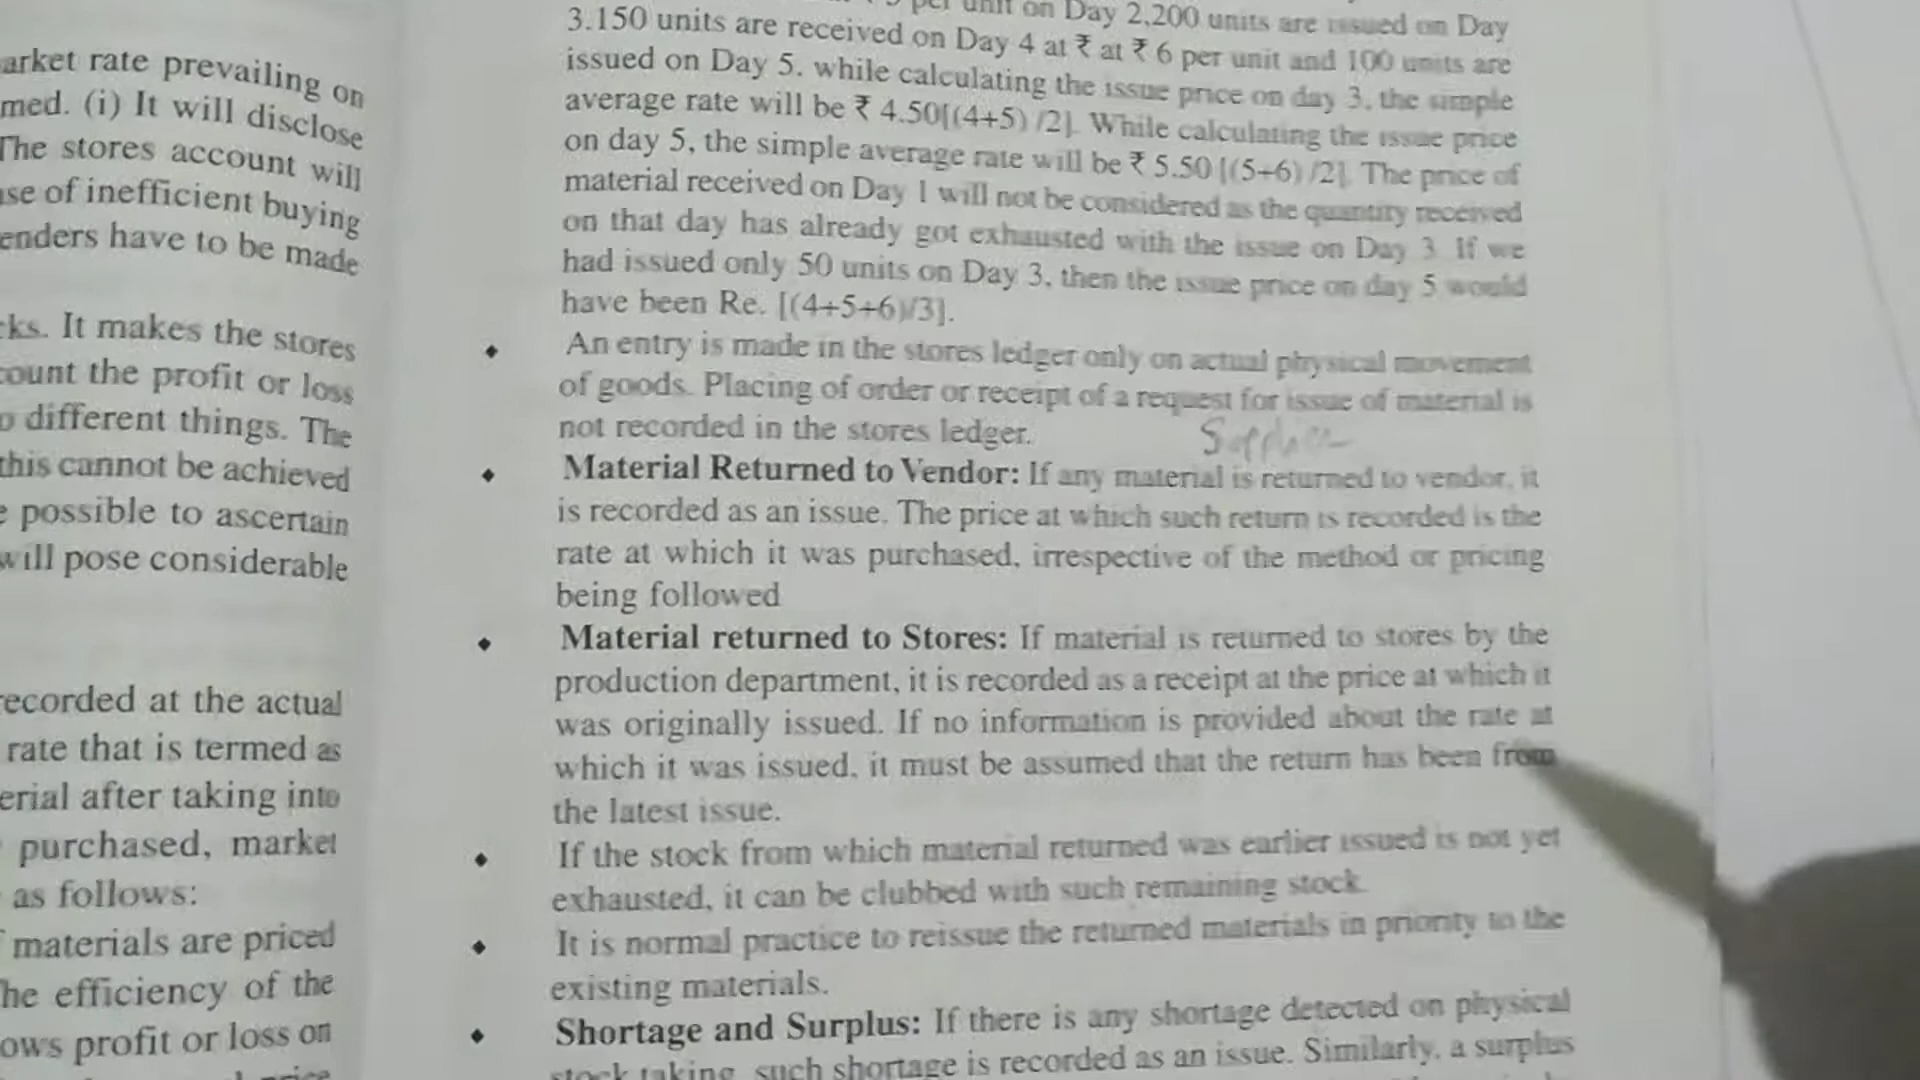 arket rate prevailing on
med. (i) It will disclose
The stores account will
ase of inefficient buying
enders have to be made
cks. It makes the stores
count the profit or loss
o different things. The
this cannot be achieved
e possible to ascertain
will pose considerable
recorded at the actual
rate that is termed as
erial after taking into
purchased, market
as follows:
materials are priced
he efficiency of the
ows profit or loss on
per unit on Day 2,200 units are issued on Day
3.150 units are received on Day 4 at ₹ at ₹ 6 per unit and 100 units are
issued on Day 5. while calculating the issue price on day 3, the simple
average rate will be ₹ 4.50[(4+5) /2]. While calculating the issue price
on day 5, the simple average rate will be ₹ 5.50 [(5+6) /2]. The price of
material received on Day 1 will not be considered as the quantity received
on that day has already got exhausted with the issue on Day 3. If we
had issued only 50 units on Day 3, then the issue price on day 5 would
have been Re. [(4+5+6)/3].
♦ An entry is made in the stores ledger only on actual physical movement
of goods. Placing of order or receipt of a request for issue of material is
not recorded in the stores ledger.
♦ Material Returned to Vendor: If any material is returned to vendor, it
is recorded as an issue. The price at which such return is recorded is the
rate at which it was purchased, irrespective of the method or pricing
being followed
♦ Material returned to Stores: If material is returned to stores by the
production department, it is recorded as a receipt at the price at which it
was originally issued. If no information is provided about the rate at
which it was issued, it must be assumed that the return has been from
the latest issue.
♦ If the stock from which material returned was earlier issued is not yet
exhausted, it can be clubbed with such remaining stock.
♦ It is normal practice to reissue the returned materials in priority to the
existing materials.
♦ Shortage and Surplus: If there is any shortage detected on physical
stock taking, such shortage is recorded as an issue. Similarly, a surplus